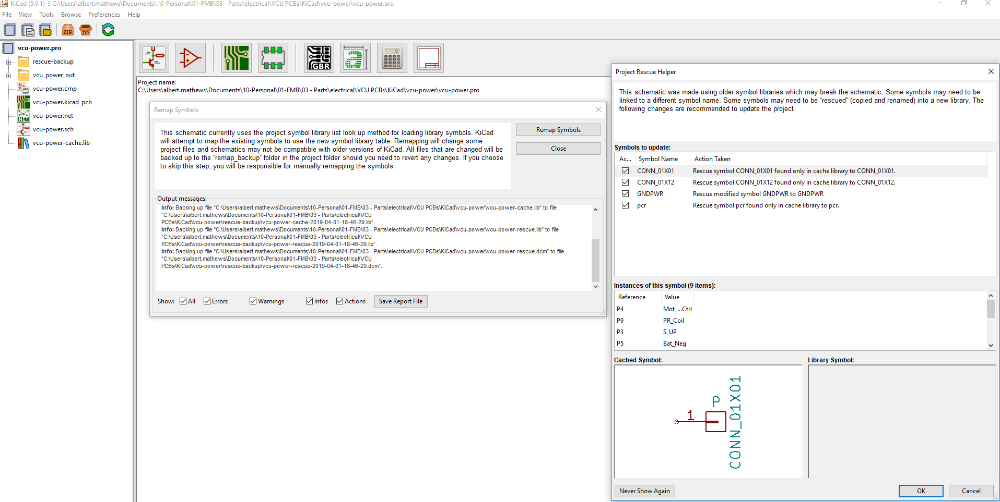 KiCad (5.0.1)-3 C:\Users\albert.mathews\Documents\10-Personal\01-FMB\03 - Parts\electrical\VCU PCBs\KiCad\vcu-power\vcu-power.pro
File View Tools Browse Preferences Help
ZIP ZIP
vcu-power.pro
rescue-backup
vcu_power_out
vcu-power.cmp
vcu-power.kicad_pcb
NET vcu-power.net
vcu-power.sch
vcu-power-cache.lib
GBR a 0.
Project name:
C:\Users\albert.mathews\Documents\10-Personal\01-FMB\03 - Parts\electrical\VCU PCBs\KiCad\vcu-power\vcu-power.pro
Remap Symbols
This schematic currently uses the project symbol library list look up method for loading library symbols. KiCad
will attempt to map the existing symbols to use the new symbol library table. Remapping will change some
project files and schematics may not be compatible with older versions of KiCad. All files that are changed will be
backed up to the “remap_backup” folder in the project folder should you need to revert any changes. If you choose
to skip this step, you will be responsible for manually remapping the symbols.
Remap Symbols
Close
Output messages:
Info: Backing up file “C:\Users\albert.mathews\Documents\10-Personal\01-FMB\03 - Parts\electrical\VCU PCBs\KiCad\vcu-power\vcu-power-cache.lib” to file
“C:\Users\albert.mathews\Documents\10-Personal\01-FMB\03 - Parts\electrical\VCU
PCBs\KiCad\vcu-power\rescue-backup\vcu-power-cache-2019-04-01-18-46-29.lib”.
Info: Backing up file “C:\Users\albert.mathews\Documents\10-Personal\01-FMB\03 - Parts\electrical\VCU PCBs\KiCad\vcu-power\vcu-power-rescue.lib” to file
“C:\Users\albert.mathews\Documents\10-Personal\01-FMB\03 - Parts\electrical\VCU
PCBs\KiCad\vcu-power\rescue-backup\vcu-power-rescue-2019-04-01-18-46-29.lib”.
Info: Backing up file “C:\Users\albert.mathews\Documents\10-Personal\01-FMB\03 - Parts\electrical\VCU PCBs\KiCad\vcu-power\vcu-power-rescue.dcm” to file
“C:\Users\albert.mathews\Documents\10-Personal\01-FMB\03 - Parts\electrical\VCU
PCBs\KiCad\vcu-power\rescue-backup\vcu-power-rescue-2019-04-01-18-46-29.dcm”.
Show: All Errors Warnings Infos Actions Save Report File
Project Rescue Helper
This schematic was made using older symbol libraries which may break the schematic. Some symbols may need to be
linked to a different symbol name. Some symbols may need to be “rescued” (copied and renamed) into a new library. The
following changes are recommended to update the project.
Symbols to update:
Ac... Symbol Name Action Taken
CONN_01X01 Rescue symbol CONN_01X01 found only in cache library to CONN_01X01.
CONN_01X12 Rescue symbol CONN_01X12 found only in cache library to CONN_01X12.
GNDPWR Rescue modified symbol GNDPWR to GNDPWR
pcr Rescue symbol pcr found only in cache library to pcr.
Instances of this symbol (9 items):
Reference Value
P4 Mot_...Ctrl
P9 PR_Coil
P3 S_UP
P5 Bat_Neg
Cached Symbol: Library Symbol:
P
1
CONN_01X01
Never Show Again OK Cancel